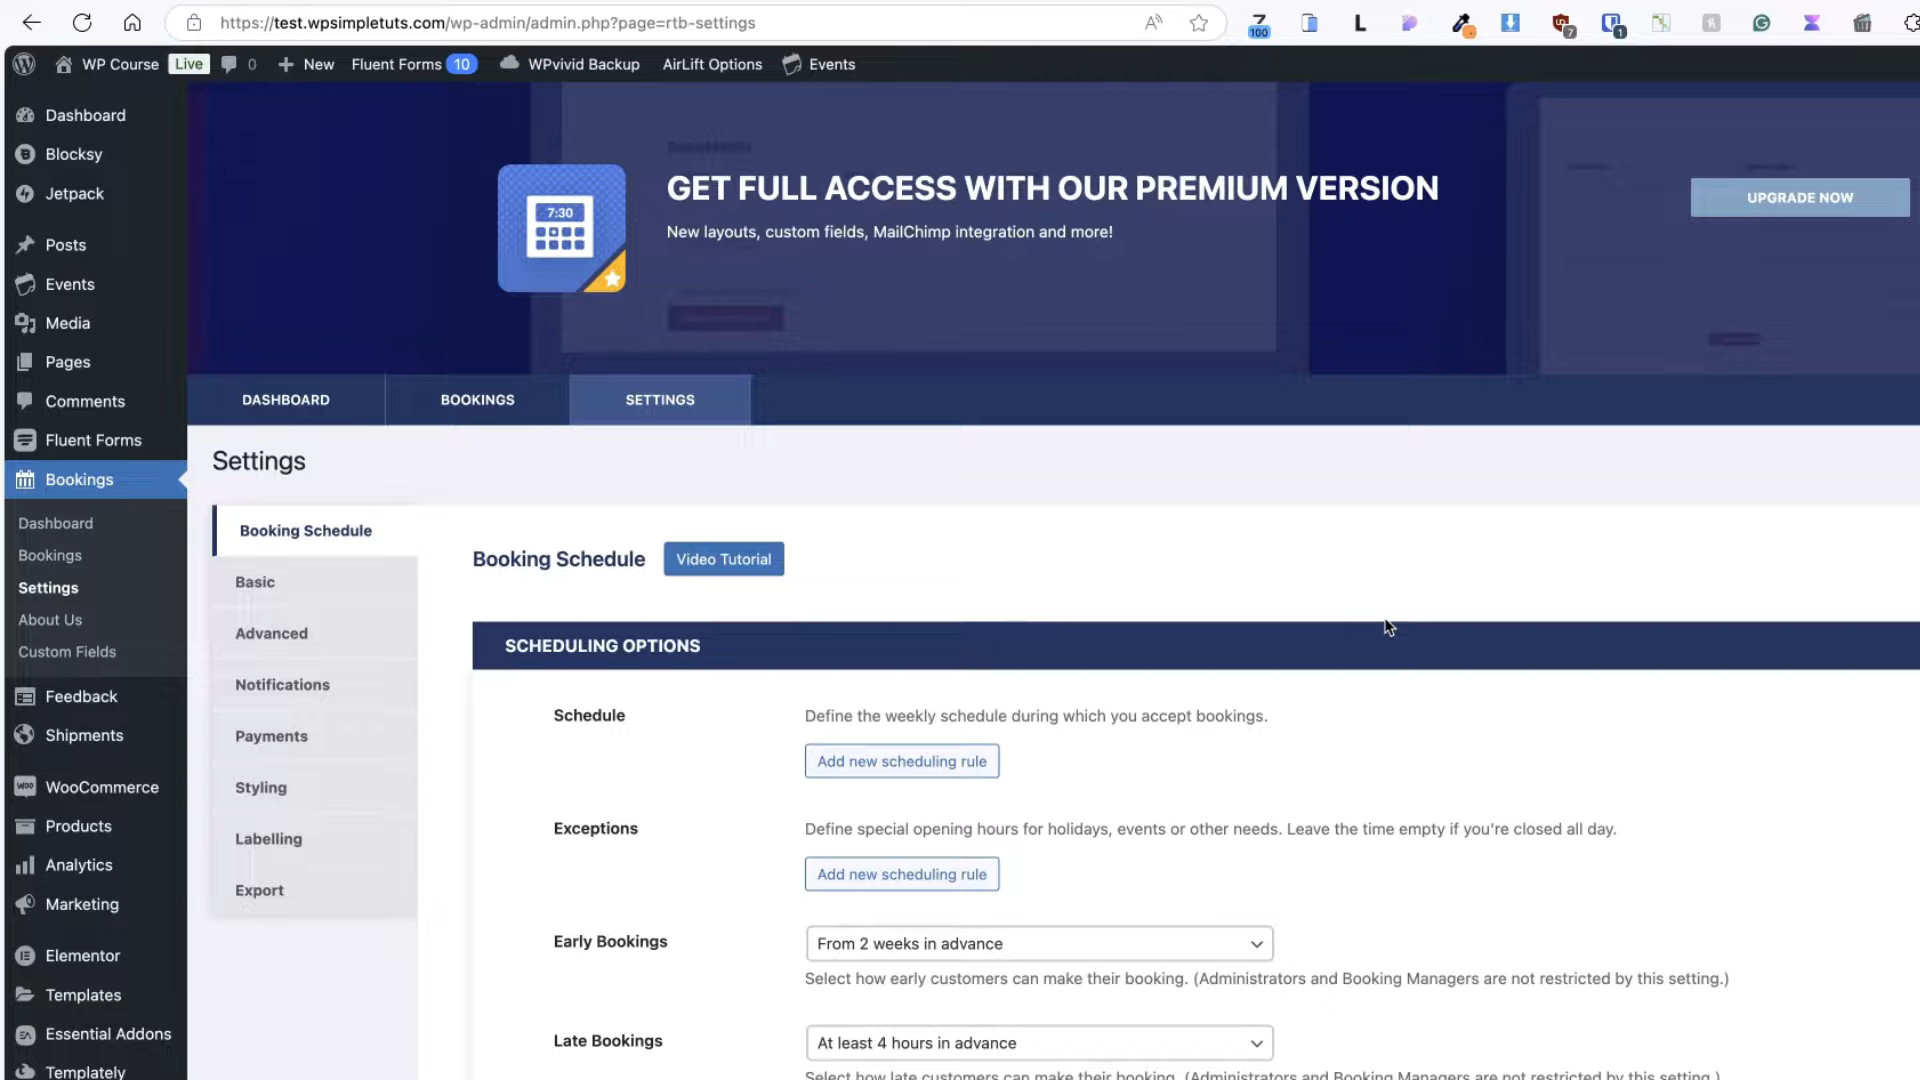 https://test.wpsimpletuts.com/wp-admin/admin.php?page=rtb-settings
100
7
1
WP Course Live 0 New Fluent Forms 10 WPvivid Backup AirLift Options Events
Dashboard
Blocksy
Jetpack
Posts
Events
Media
Pages
Comments
Fluent Forms
Bookings
Dashboard
Bookings
Settings
About Us
Custom Fields
Feedback
Shipments
WooCommerce
Products
Analytics
Marketing
Elementor
Templates
Essential Addons
Templately
7:30
GET FULL ACCESS WITH OUR PREMIUM VERSION
New layouts, custom fields, MailChimp integration and more!
UPGRADE NOW
DASHBOARD BOOKINGS SETTINGS
Settings
Booking Schedule
Basic
Advanced
Notifications
Payments
Styling
Labelling
Export
Booking Schedule Video Tutorial
SCHEDULING OPTIONS
Schedule
Define the weekly schedule during which you accept bookings.
Add new scheduling rule
Exceptions
Define special opening hours for holidays, events or other needs. Leave the time empty if you're closed all day.
Add new scheduling rule
Early Bookings
From 2 weeks in advance
Select how early customers can make their booking. (Administrators and Booking Managers are not restricted by this setting.)
Late Bookings
At least 4 hours in advance
Select how late customers can make their booking. (Administrators and Booking Managers are not restricted by this setting.)